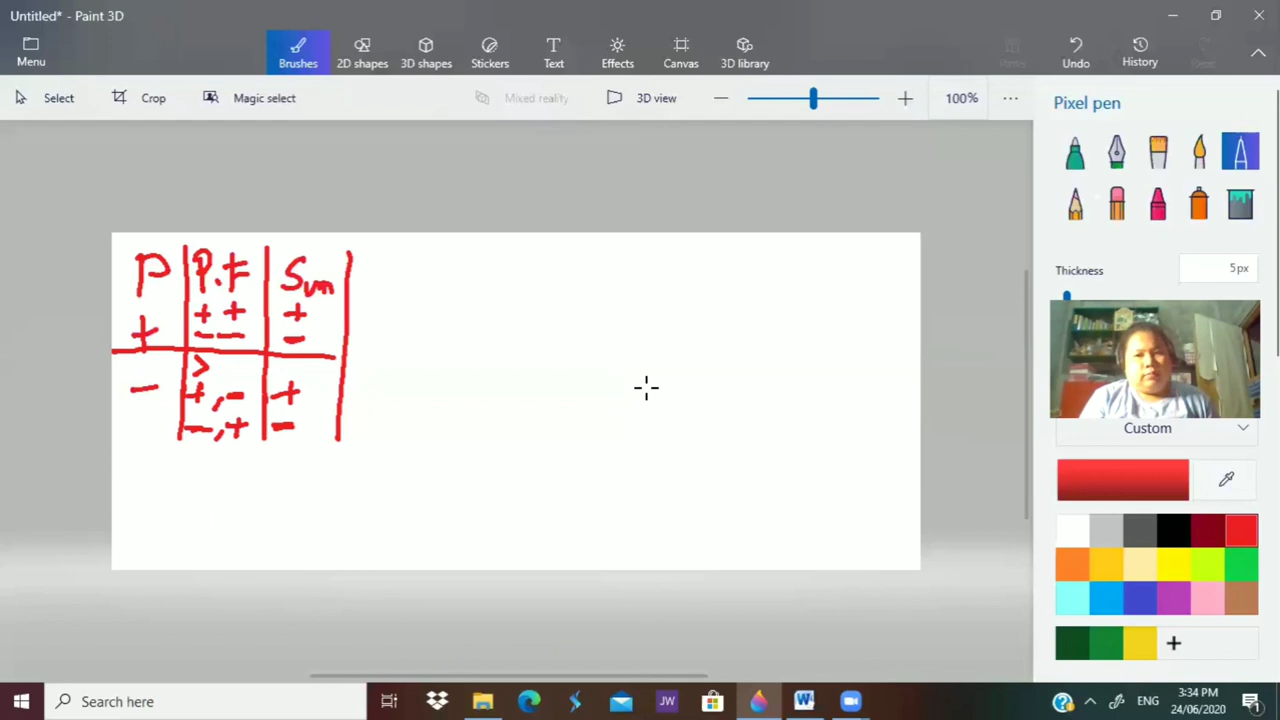 Untitled* - Paint 3D
Menu
Brushes
2D shapes
3D shapes
Stickers
Text
Effects
Canvas
3D library
Undo
History
Select
Crop
Magic select
Mixed reality
3D view
100%
Pixel pen
Thickness
5px
Custom
P P.f Sum
+ + + +
- - -
- >
+ , - +
- , + -
Search here
JW
ENG
3:34 PM
24/06/2020
1